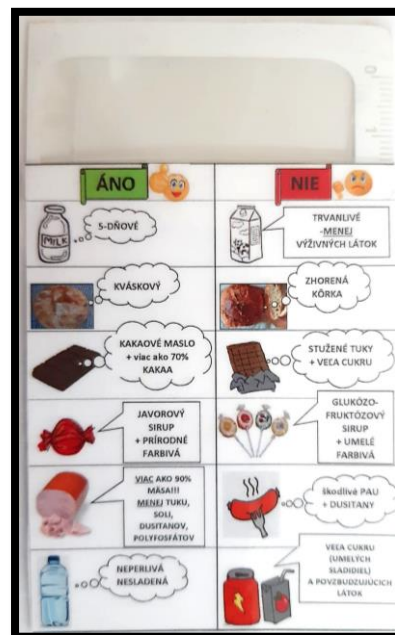 ÁNO
NIE
MILK
5-DŇOVÉ
TRVANLIVÉ
-MENEJ
VÝŽIVNÝCH LÁTOK
KVÁSKOVÝ
ZHORENÁ
KÔRKA
KAKAOVÉ MASLO
+ viac ako 70%
KAKAA
STUŽENÉ TUKY
+ VEĽA CUKRU
JAVOROVÝ
SIRUP
+ PRÍRODNÉ
FARBIVÁ
GLUKÓZO-
FRUKTÓZOVÝ
SIRUP
+ UMELÉ
FARBIVÁ
VIAC AKO 90%
MÄSA!!!
MENEJ TUKU,
SOLI,
DUSITANOV,
POLYFOSFÁTOV
škodlivé PAU
+ DUSITANY
NEPERLIVÁ
NESLADENÁ
VEĽA CUKRU
(UMELÝCH
SLADIDIEL)
A POVZBUDZUJÚCICH
LÁTOK